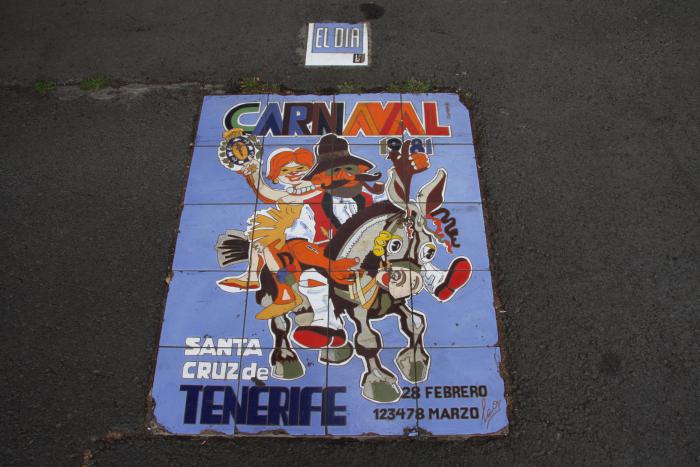 EL DIA
CARNAVAL
1981
SANTA
CRUZ de
TENERIFE
28 FEBRERO
123478 MARZO